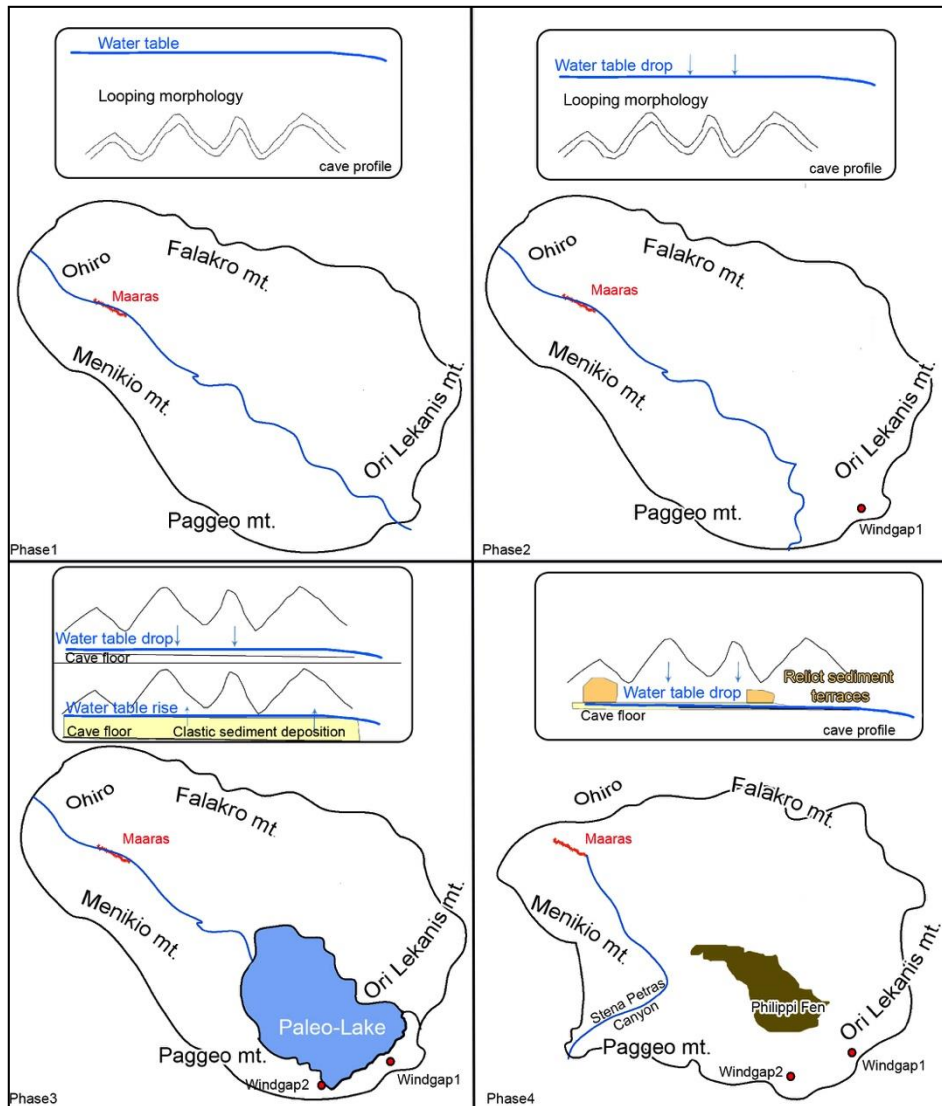 Water table
Looping morphology
cave profile
Ohiro
Falakro mt.
Maaras
Menikio mt.
Ori Lekanis mt.
Paggeo mt.
Phase1
Water table drop
Looping morphology
cave profile
Ohiro
Falakro mt.
Maaras
Menikio mt.
Ori Lekanis mt.
Windgap1
Paggeo mt.
Phase2
Water table drop
Cave floor
Water table rise
Cave floor
Clastic sediment deposition
Ohiro
Falakro mt.
Maaras
Menikio mt.
Ori Lekanis mt.
Paleo-Lake
Paggeo mt.
Windgap2
Windgap1
Phase3
Water table drop
Relict sediment
terraces
Cave floor
cave profile
Ohiro
Falakro mt.
Maaras
Menikio mt.
Ori Lekanis mt.
Stena Petras
Canyon
Philippi Fen
Paggeo mt.
Windgap2
Windgap1
Phase4